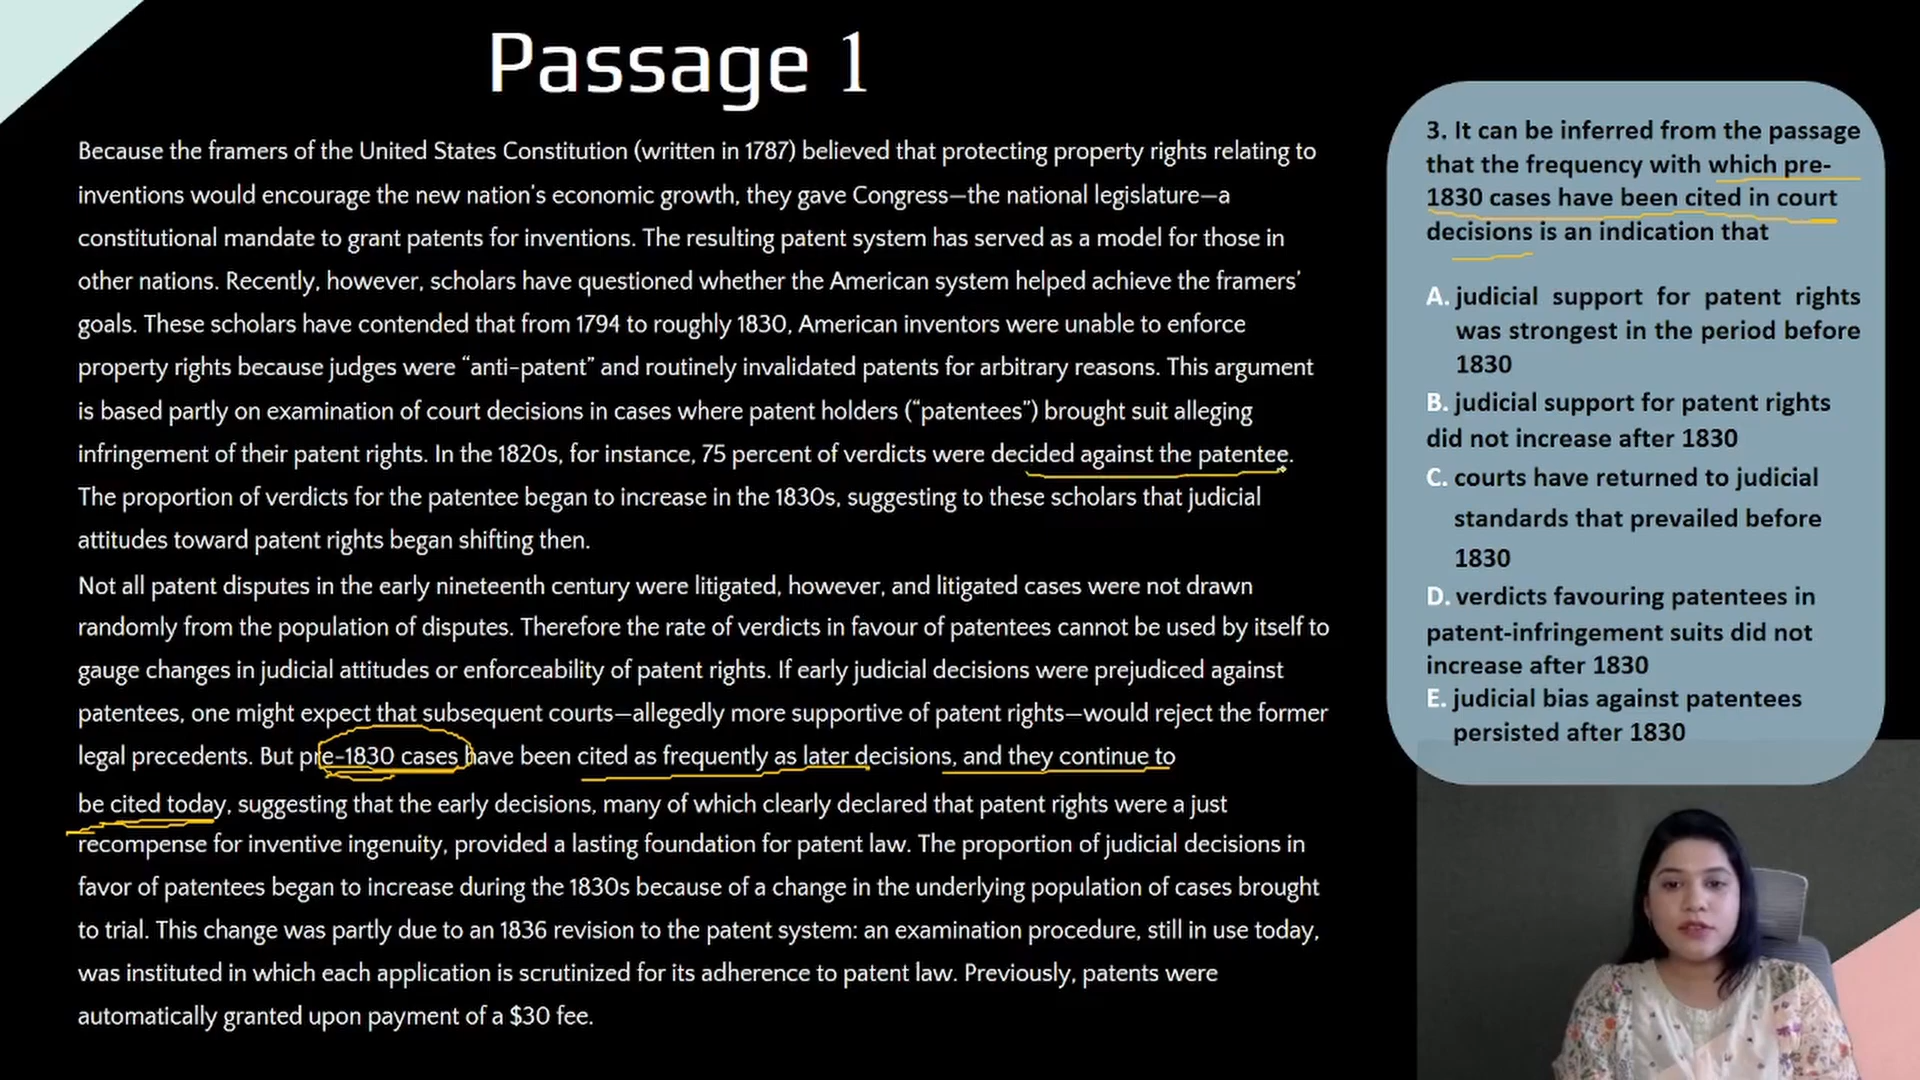 Passage 1
Because the framers of the United States Constitution (written in 1787) believed that protecting property rights relating to
inventions would encourage the new nation's economic growth, they gave Congress—the national legislature—a
constitutional mandate to grant patents for inventions. The resulting patent system has served as a model for those in
other nations. Recently, however, scholars have questioned whether the American system helped achieve the framers'
goals. These scholars have contended that from 1794 to roughly 1830, American inventors were unable to enforce
property rights because judges were “anti-patent” and routinely invalidated patents for arbitrary reasons. This argument
is based partly on examination of court decisions in cases where patent holders (“patentees”) brought suit alleging
infringement of their patent rights. In the 1820s, for instance, 75 percent of verdicts were decided against the patentee.
The proportion of verdicts for the patentee began to increase in the 1830s, suggesting to these scholars that judicial
attitudes toward patent rights began shifting then.
Not all patent disputes in the early nineteenth century were litigated, however, and litigated cases were not drawn
randomly from the population of disputes. Therefore the rate of verdicts in favour of patentees cannot be used by itself to
gauge changes in judicial attitudes or enforceability of patent rights. If early judicial decisions were prejudiced against
patentees, one might expect that subsequent courts—allegedly more supportive of patent rights—would reject the former
legal precedents. But pre-1830 cases have been cited as frequently as later decisions, and they continue to
be cited today, suggesting that the early decisions, many of which clearly declared that patent rights were a just
recompense for inventive ingenuity, provided a lasting foundation for patent law. The proportion of judicial decisions in
favor of patentees began to increase during the 1830s because of a change in the underlying population of cases brought
to trial. This change was partly due to an 1836 revision to the patent system: an examination procedure, still in use today,
was instituted in which each application is scrutinized for its adherence to patent law. Previously, patents were
automatically granted upon payment of a $30 fee.
3. It can be inferred from the passage
that the frequency with which pre-
1830 cases have been cited in court
decisions is an indication that
A. judicial support for patent rights
was strongest in the period before
1830
B. judicial support for patent rights
did not increase after 1830
C. courts have returned to judicial
standards that prevailed before
1830
D. verdicts favouring patentees in
patent-infringement suits did not
increase after 1830
E. judicial bias against patentees
persisted after 1830